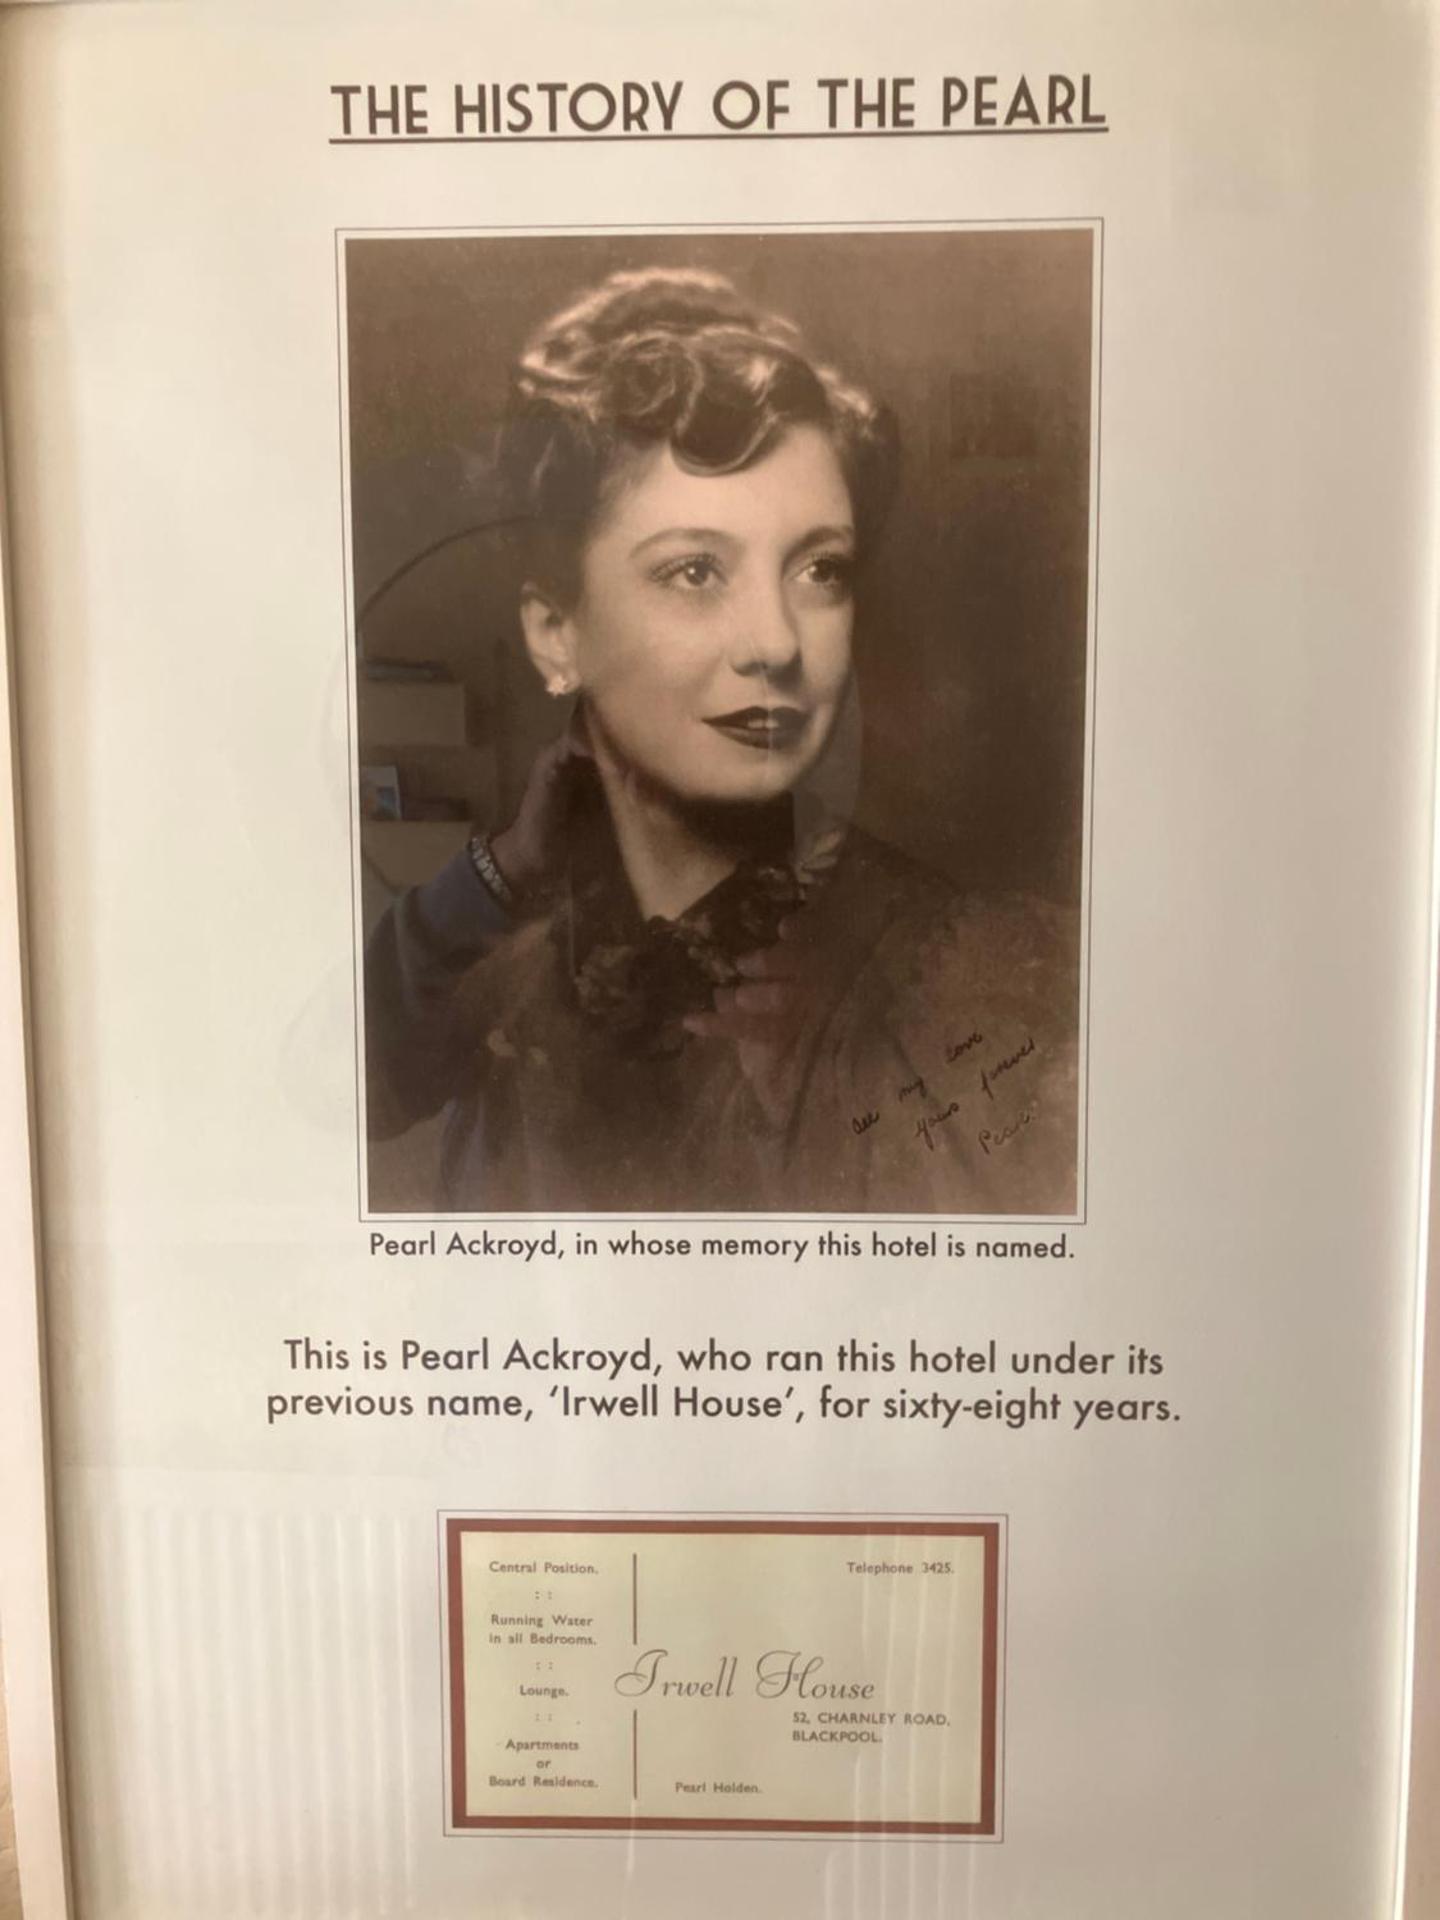 THE HISTORY OF THE PEARL
all my love
yours forever
Pearl
Pearl Ackroyd, in whose memory this hotel is named.
This is Pearl Ackroyd, who ran this hotel under its
previous name, ‘Irwell House’, for sixty-eight years.
Central Position.
: :
Running Water
in all Bedrooms.
: :
Lounge.
: :
Apartments
or
Board Residence.
Telephone 3425.
Irwell House
52, CHARNLEY ROAD,
BLACKPOOL.
Pearl Holden.